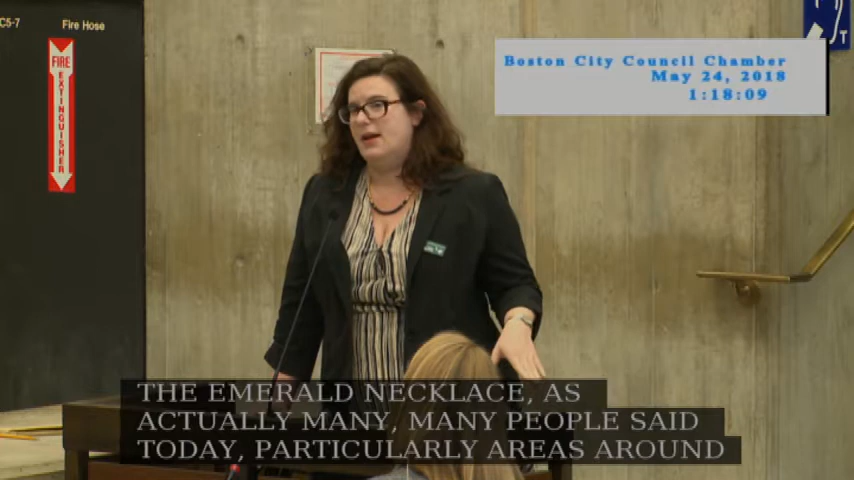 C5-7
Fire Hose
FIRE
EXTINGUISHER
Boston City Council Chamber
May 24, 2018
1:18:09
THE EMERALD NECKLACE, AS
ACTUALLY MANY, MANY PEOPLE SAID
TODAY, PARTICULARLY AREAS AROUND